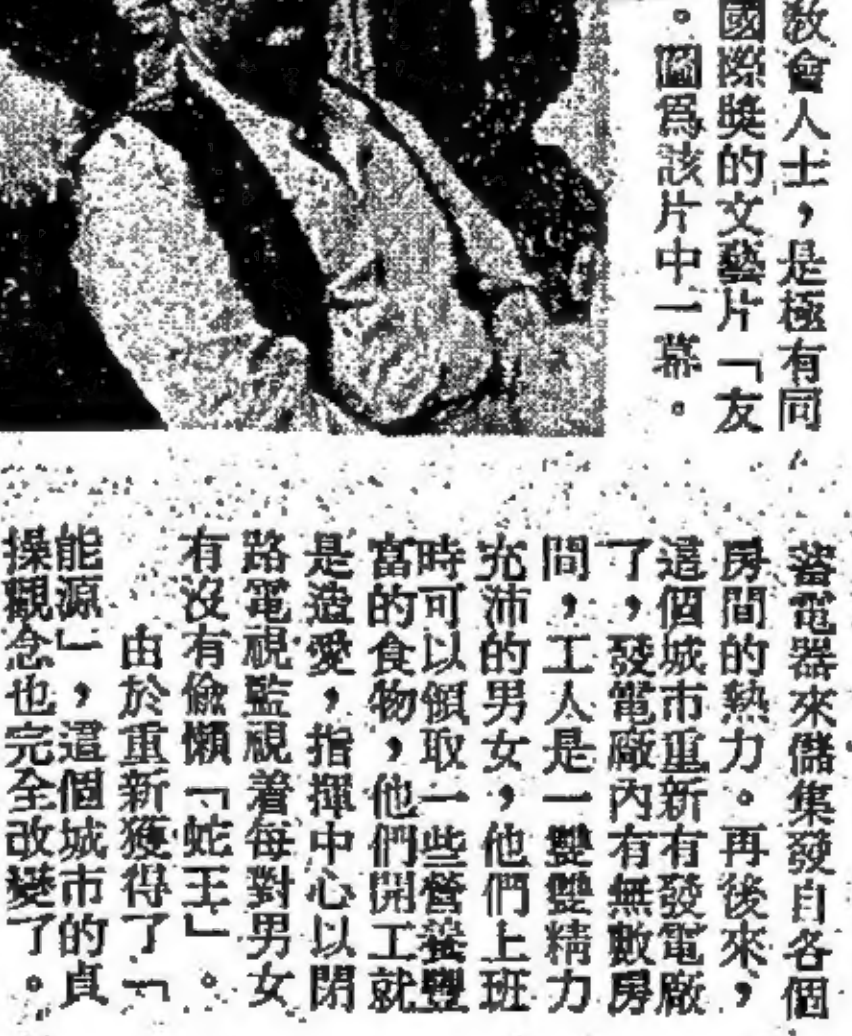 敎會人士，是極有同
國際獎的文藝片「友
。圖爲該片中一幕。
蓄電器來儲集發自各個
房間的熱力。再後來，
這個城市重新有發電廠
了，發電廠內有無數房
間，工人是一雙雙精力
充沛的男女，他們上班
時可以領取一些營養豐
富的食物，他們開工就
是造愛，指揮中心以閉
路電視監視着每對男女
有沒有偷懶「蛇王」。
由於重新獲得了「
能源」，這個城市的貞
操觀念也完全改變了。